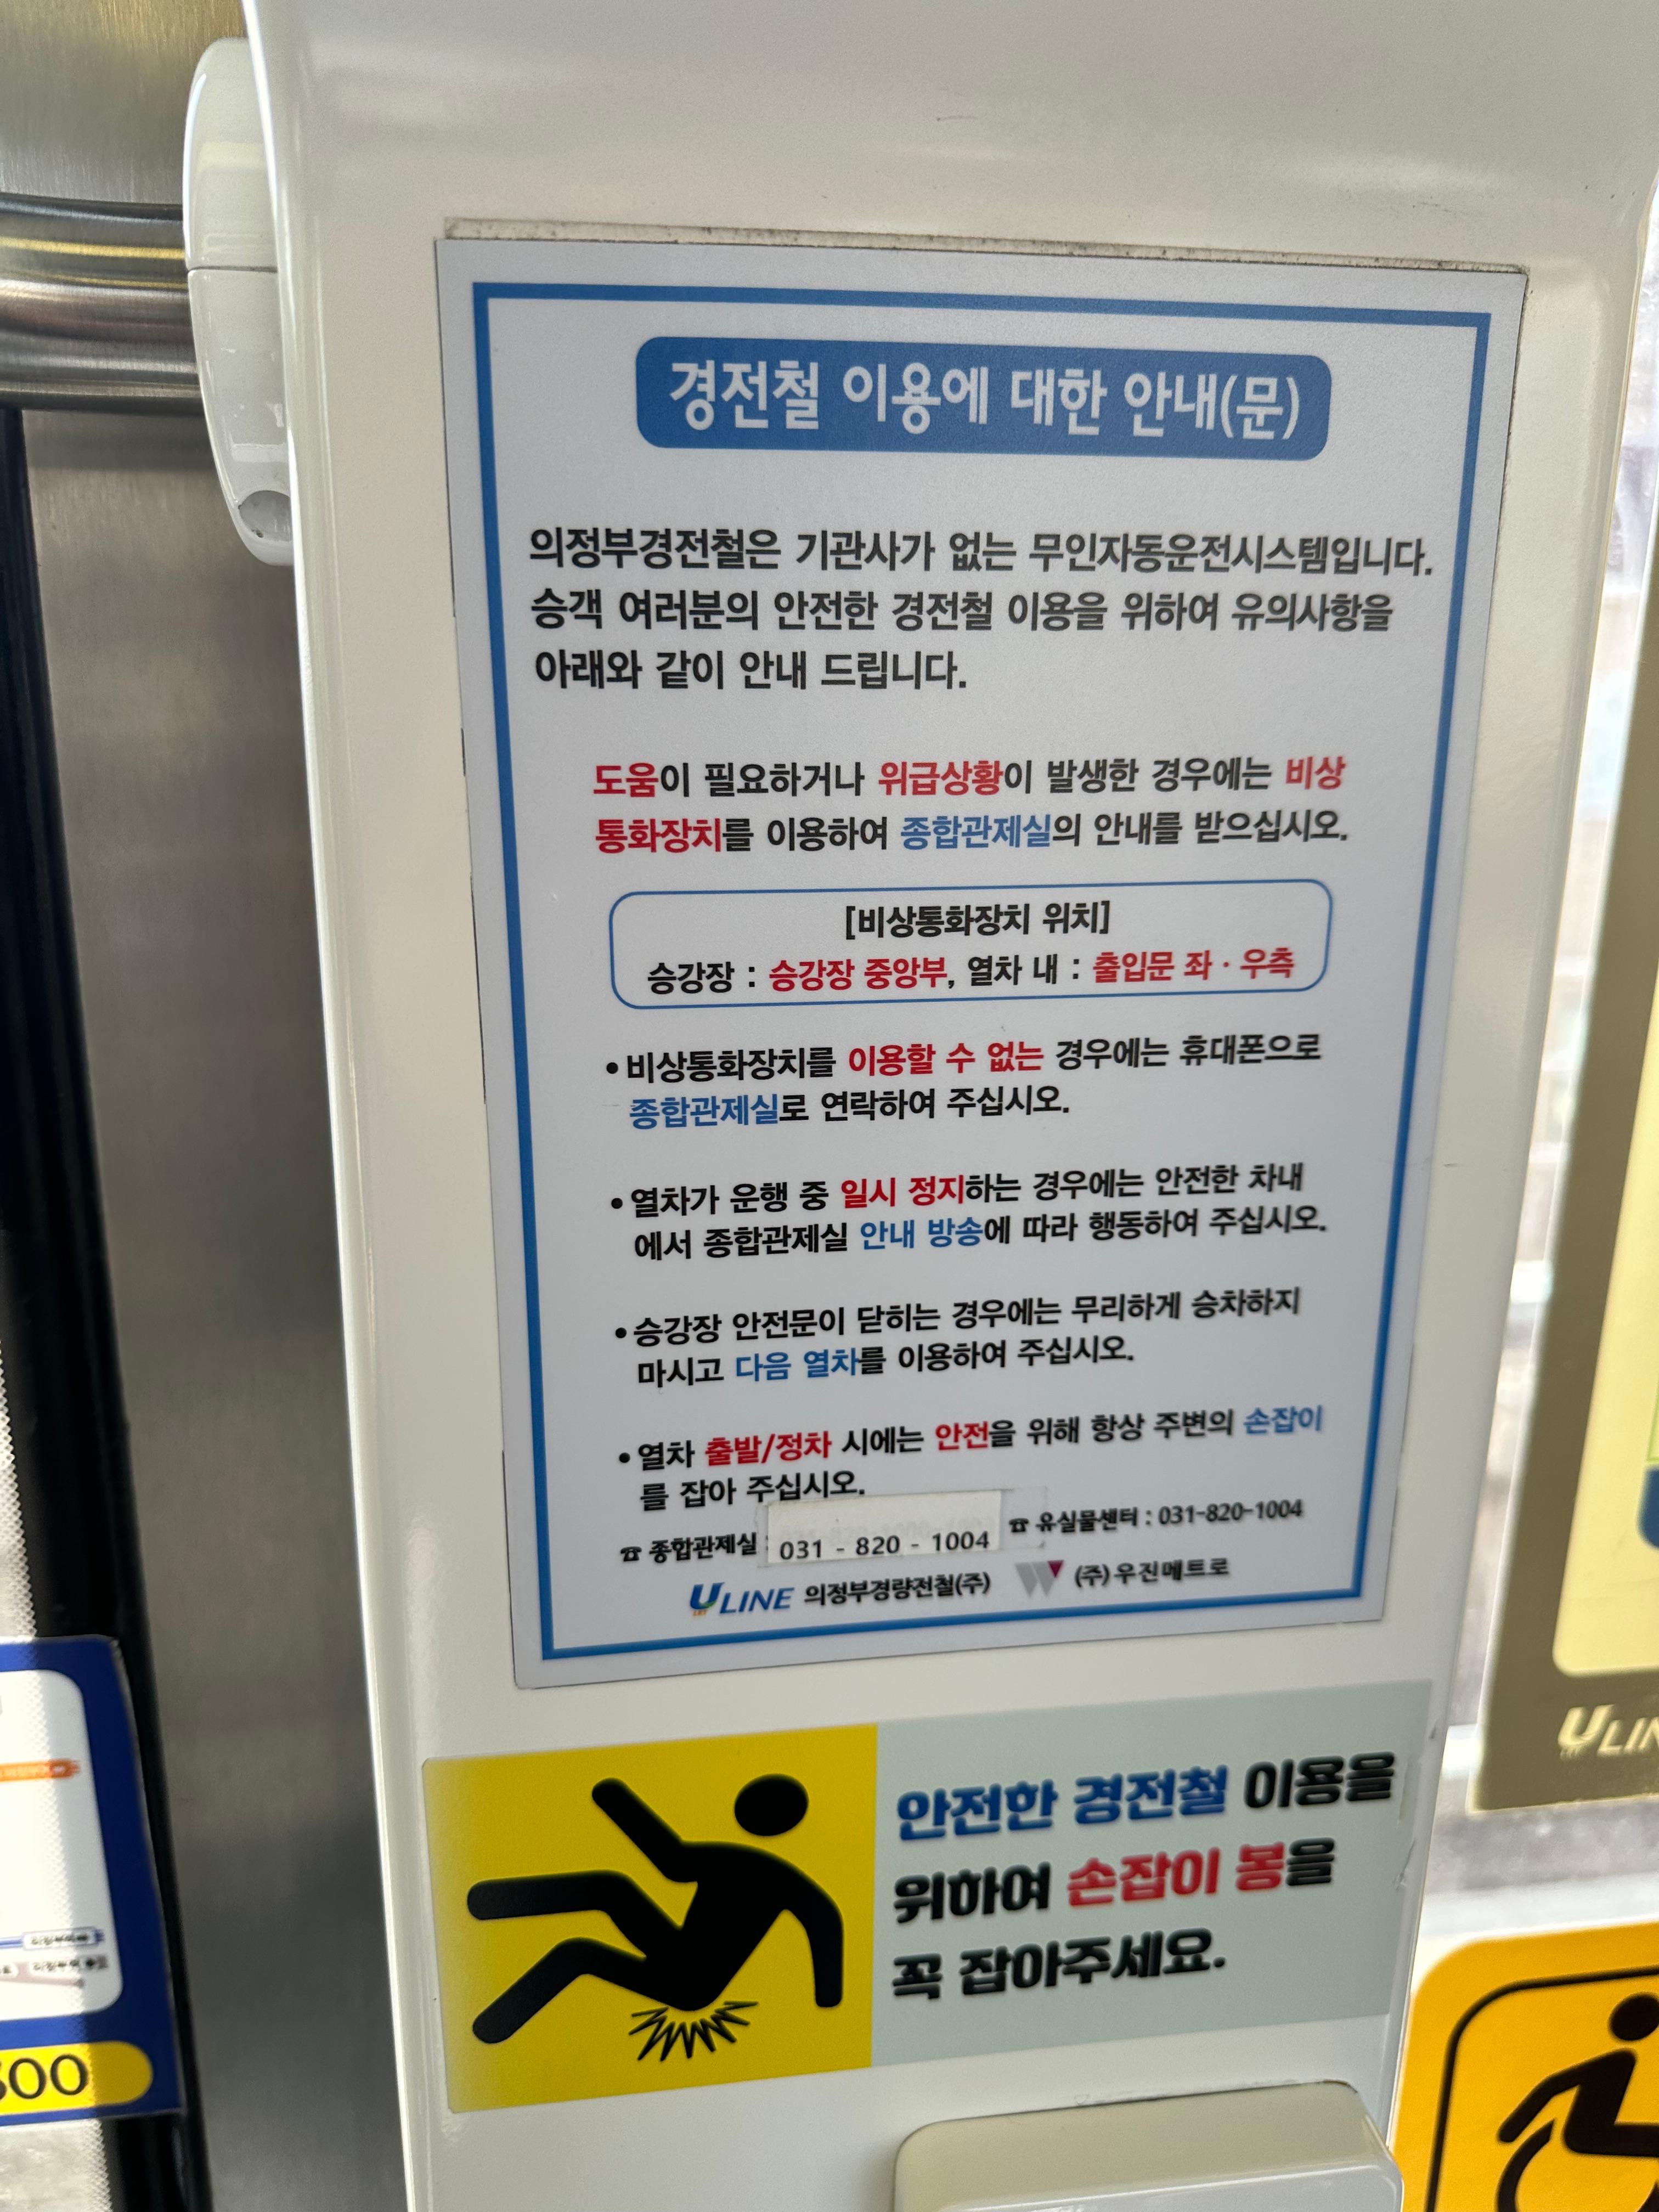 경전철 이용에 대한 안내(문)
의정부경전철은 기관사가 없는 무인자동운전시스템입니다.
승객 여러분의 안전한 경전철 이용을 위하여 유의사항을
아래와 같이 안내 드립니다.
도움이 필요하거나 위급상황이 발생한 경우에는 비상
통화장치를 이용하여 종합관제실의 안내를 받으십시오.
[비상통화장치 위치]
승강장 : 승강장 중앙부, 열차 내 : 출입문 좌 · 우측
• 비상통화장치를 이용할 수 없는 경우에는 휴대폰으로
종합관제실로 연락하여 주십시오.
• 열차가 운행 중 일시 정지하는 경우에는 안전한 차내
에서 종합관제실 안내 방송에 따라 행동하여 주십시오.
• 승강장 안전문이 닫히는 경우에는 무리하게 승차하지
마시고 다음 열차를 이용하여 주십시오.
• 열차 출발/정차 시에는 안전을 위해 항상 주변의 손잡이
를 잡아 주십시오.
☎ 종합관제실 : 031 - 820 - 1004 ☎ 유실물센터 : 031-820-1004
ULINE 의정부경량전철(주) (주)우진메트로
안전한 경전철 이용을
위하여 손잡이 봉을
꼭 잡아주세요.
ULIN
300